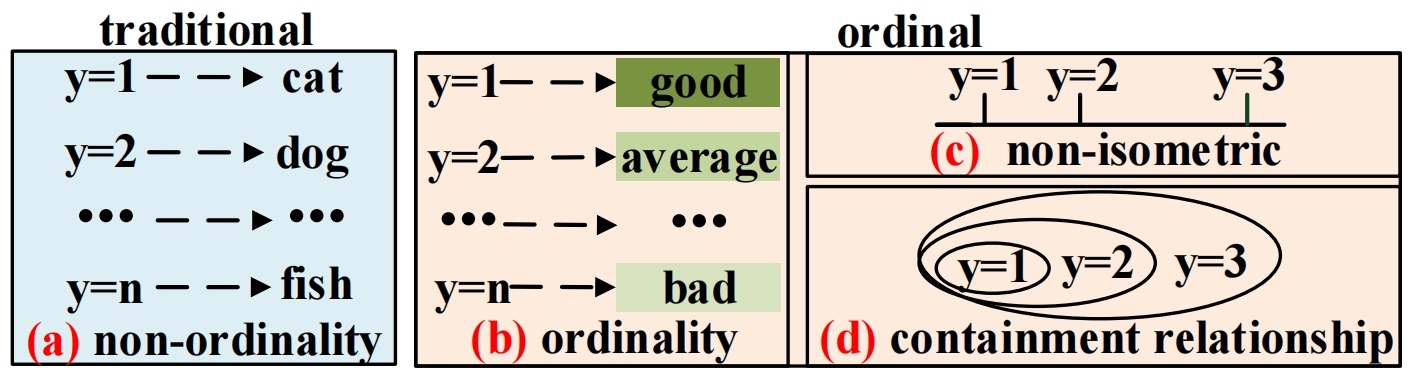 traditional
y=1 cat
y=2 dog
••• •••
y=n fish
(a) non-ordinality
ordinal
y=1 good
y=2 average
••• •••
y=n bad
(b) ordinality
y=1 y=2 y=3
(c) non-isometric
y=1 y=2 y=3
(d) containment relationship